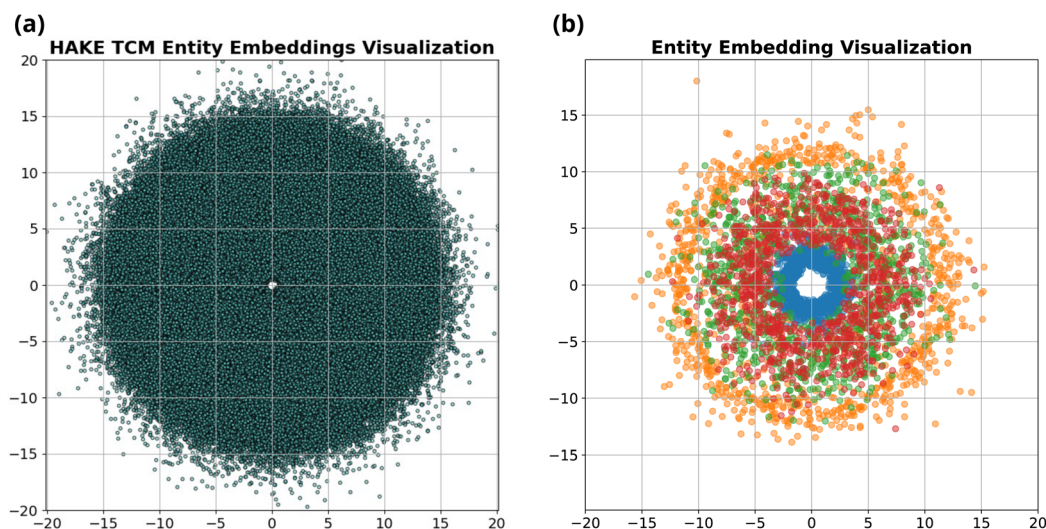 (a)
HAKE TCM Entity Embeddings Visualization
20
15
10
5
0
−5
−10
−15
−20
−20 −15 −10 −5 0 5 10 15 20
(b)
Entity Embedding Visualization
15
10
5
0
−5
−10
−15
−20 −15 −10 −5 0 5 10 15 20